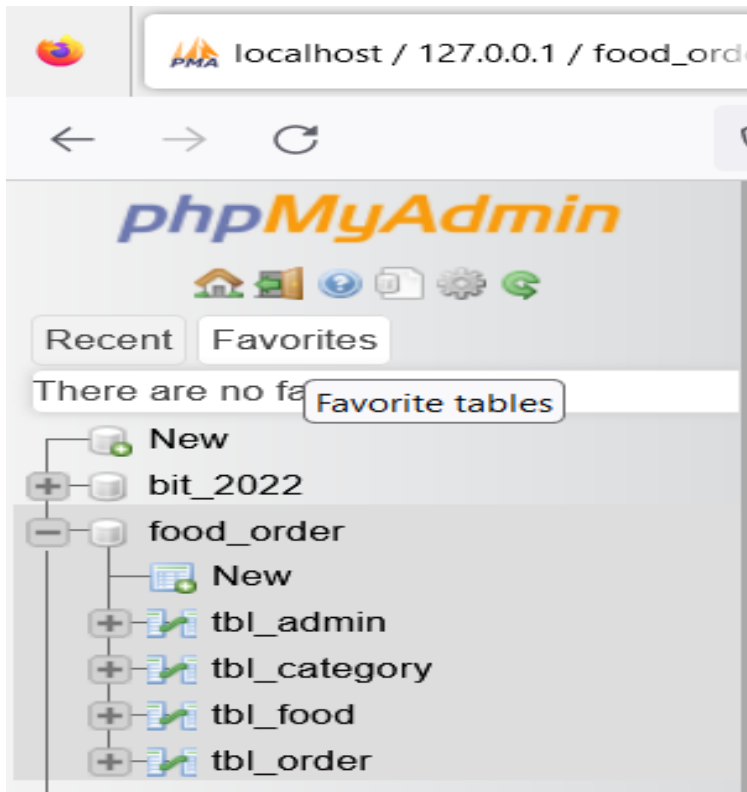 PMA localhost / 127.0.0.1 / food_ord
phpMyAdmin
Recent Favorites
There are no fa
Favorite tables
New
bit_2022
food_order
New
tbl_admin
tbl_category
tbl_food
tbl_order